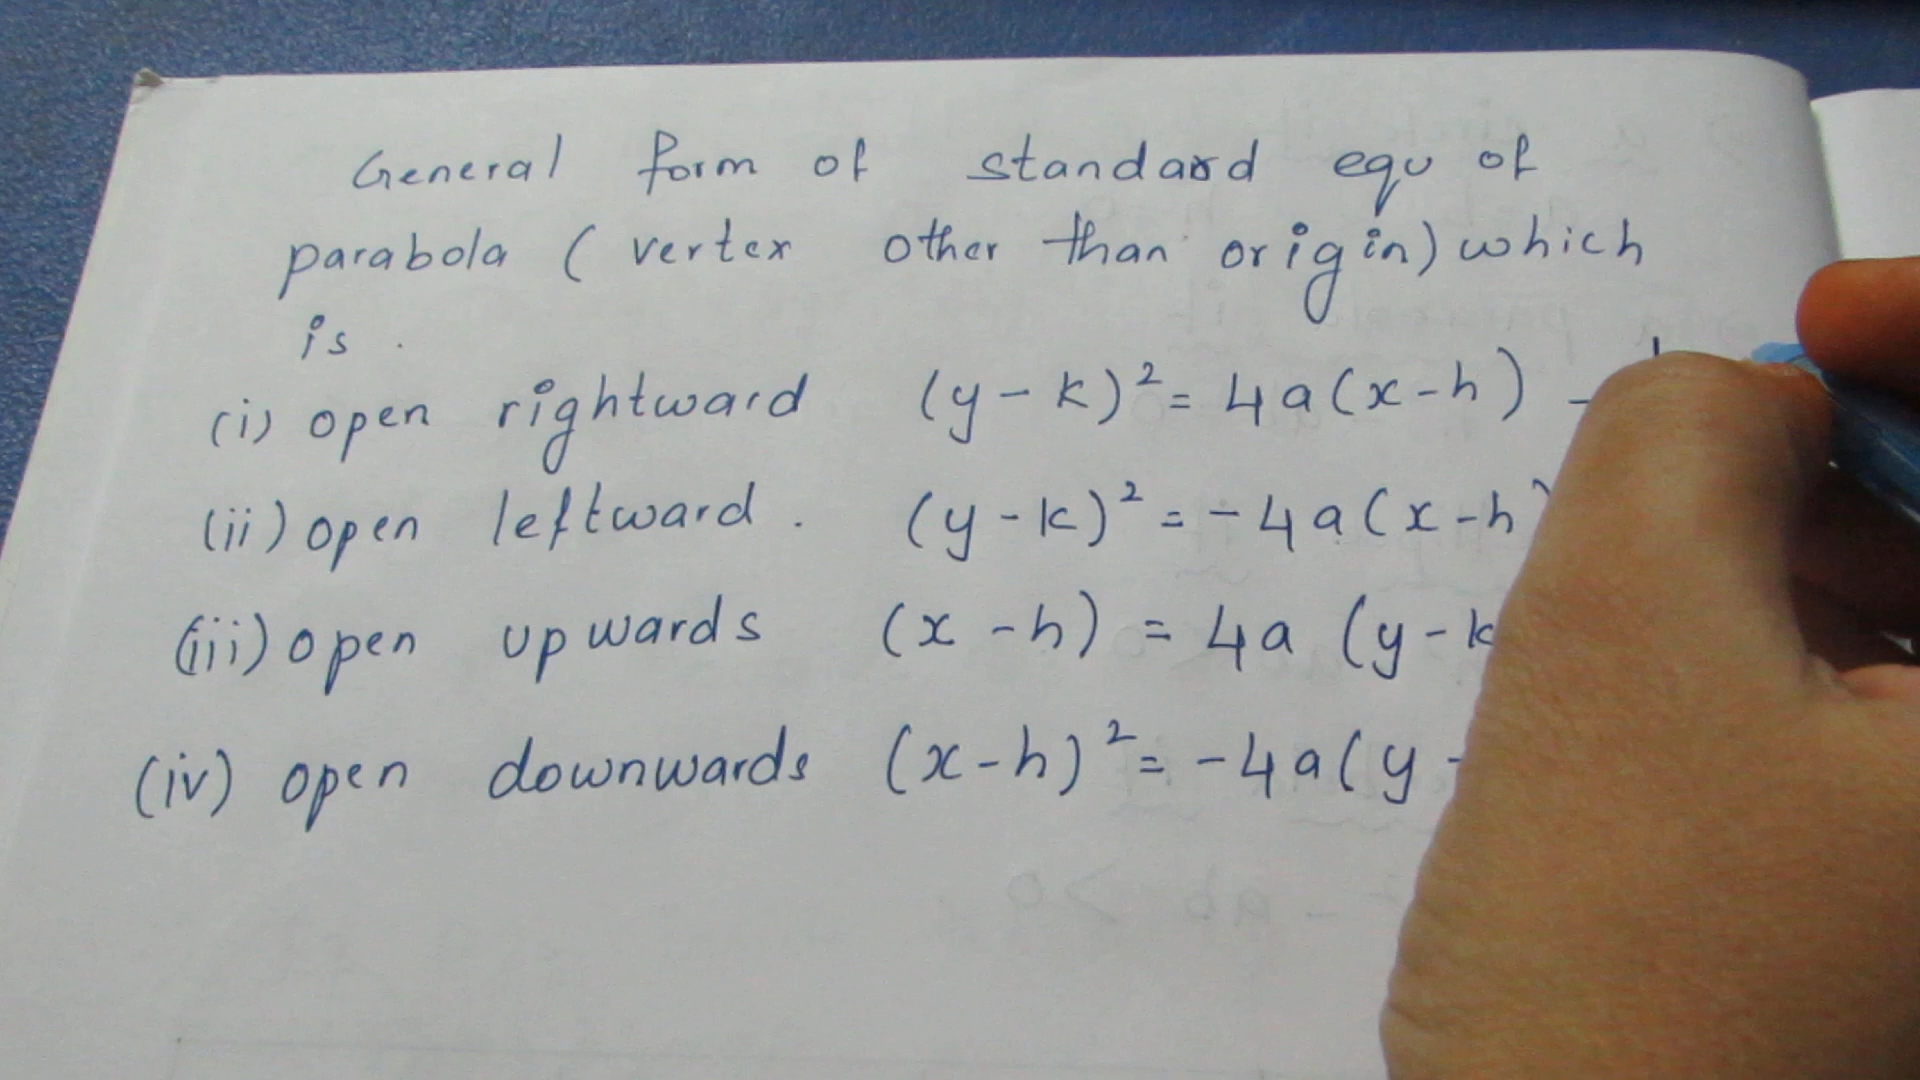 General form of standard equ of
parabola ( vertex other than origin) which
is .
(i) open rightward (y - k)² = 4a(x-h) -
(ii) open leftward . (y - k)² = -4a(x-h)
(iii) open upwards (x - h) = 4a (y - k
(iv) open downwards (x-h)² = -4a(y -